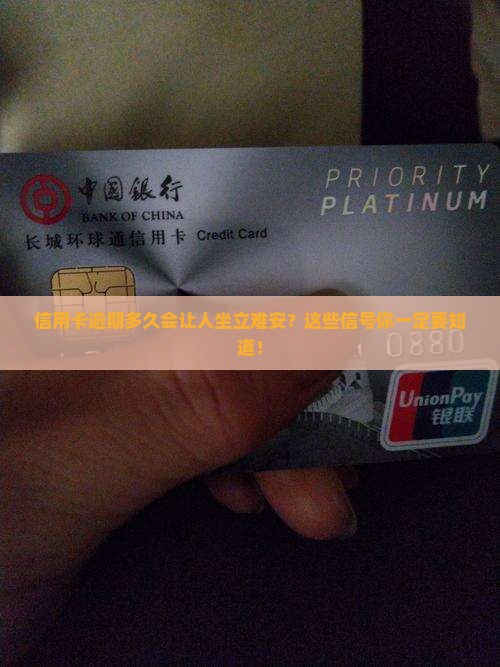 PRIORITY
PLATINUM
中國銀行
BANK OF CHINA
长城环球通信用卡 Credit Card
信用卡逾期多久会让人坐立难安？这些信号你一定要知
道！
0880
UnionPay
银联